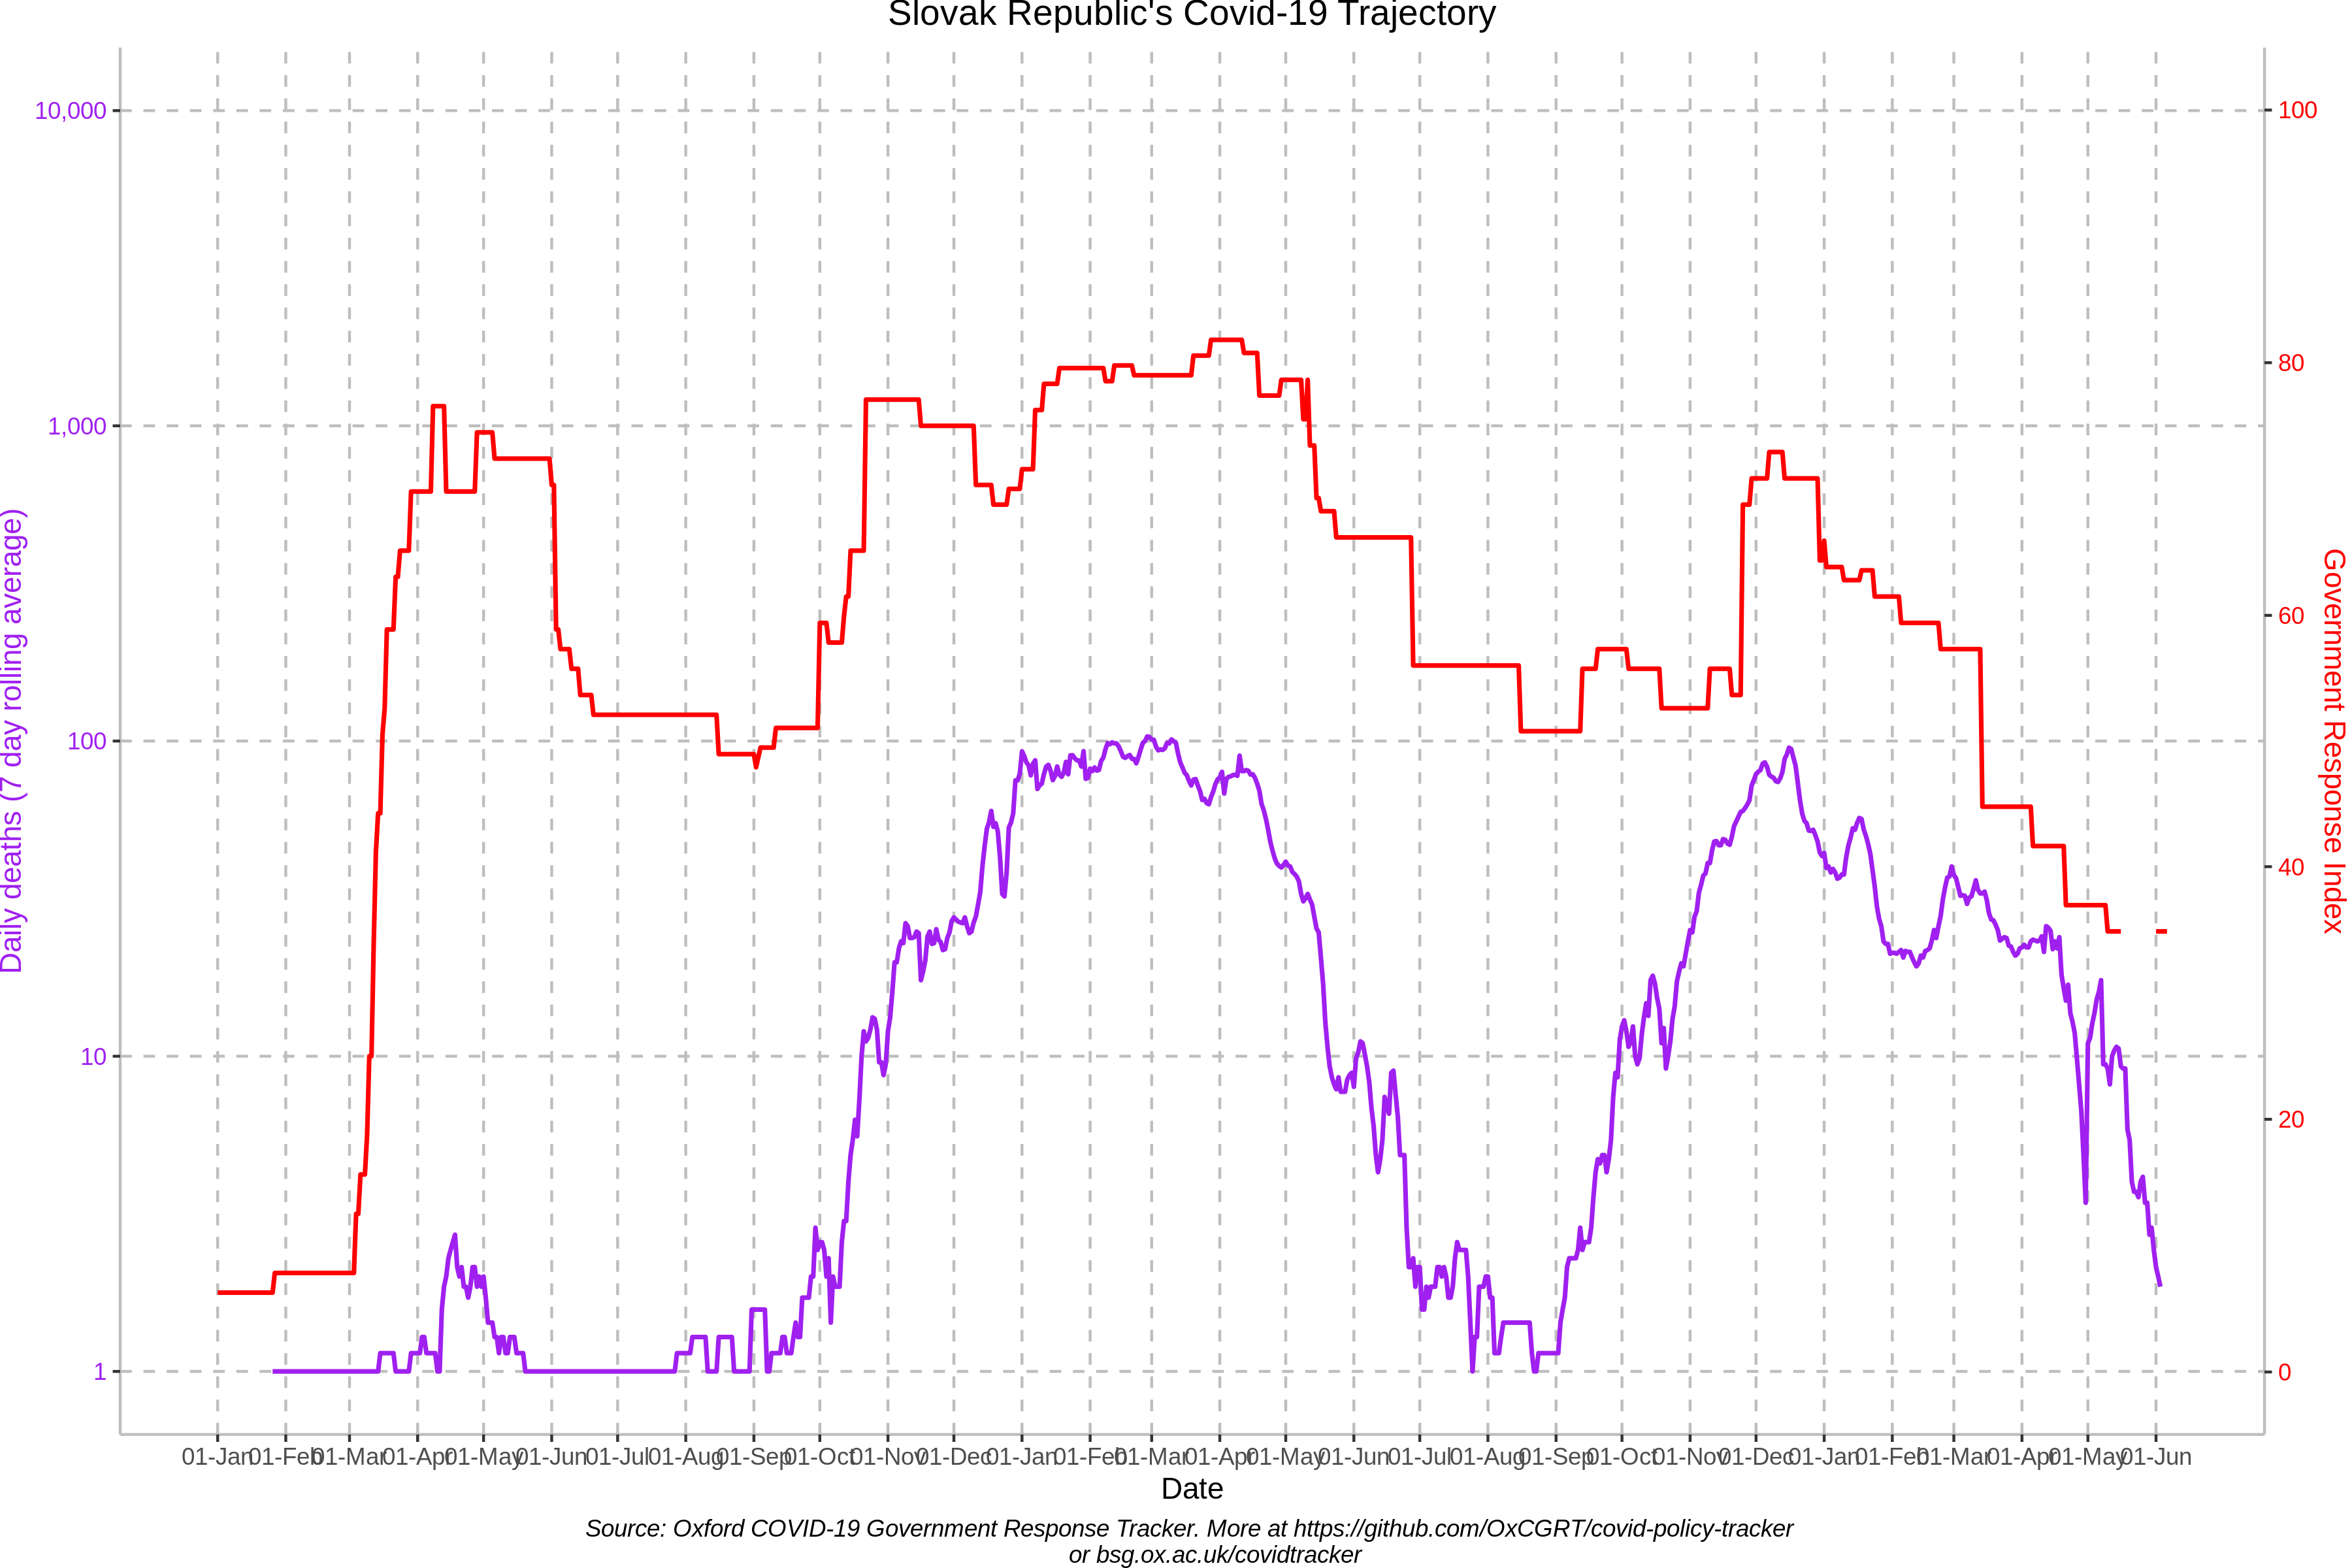 Slovak Republic's Covid-19 Trajectory
10,000
1,000
100
10
1
Daily deaths (7 day rolling average)
100
80
60
40
20
0
Government Response Index
01-Jan 01-Feb 01-Mar 01-Apr 01-May 01-Jun 01-Jul 01-Aug 01-Sep 01-Oct 01-Nov 01-Dec 01-Jan 01-Feb 01-Mar 01-Apr 01-May 01-Jun 01-Jul 01-Aug 01-Sep 01-Oct 01-Nov 01-Dec 01-Jan 01-Feb 01-Mar 01-Apr 01-May 01-Jun
Date
Source: Oxford COVID-19 Government Response Tracker. More at https://github.com/OxCGRT/covid-policy-tracker
or bsg.ox.ac.uk/covidtracker